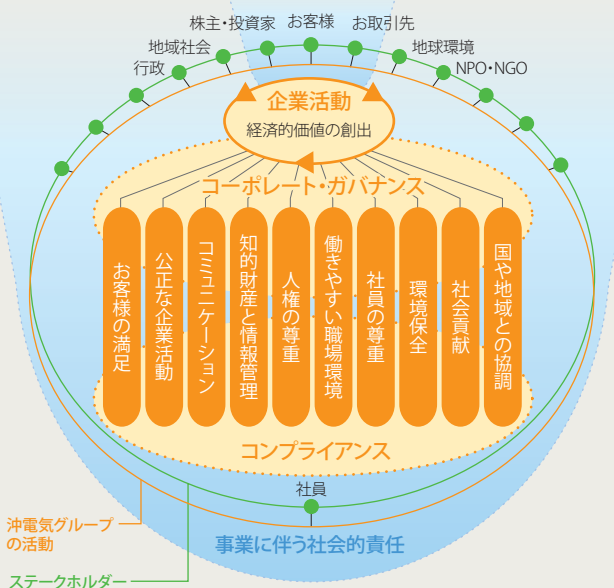 株主・投資家
お客様
お取引先
地域社会
地球環境
行政
NPO・NGO
企業活動
経済的価値の創出
コーポレート・ガバナンス
お客様の満足
公正な企業活動
コミュニケーション
知的財産と情報管理
人権の尊重
働きやすい職場環境
社員の尊重
環境保全
社会貢献
国や地域との協調
コンプライアンス
社員
沖電気グループ
の活動
事業に伴う社会的責任
ステークホルダー